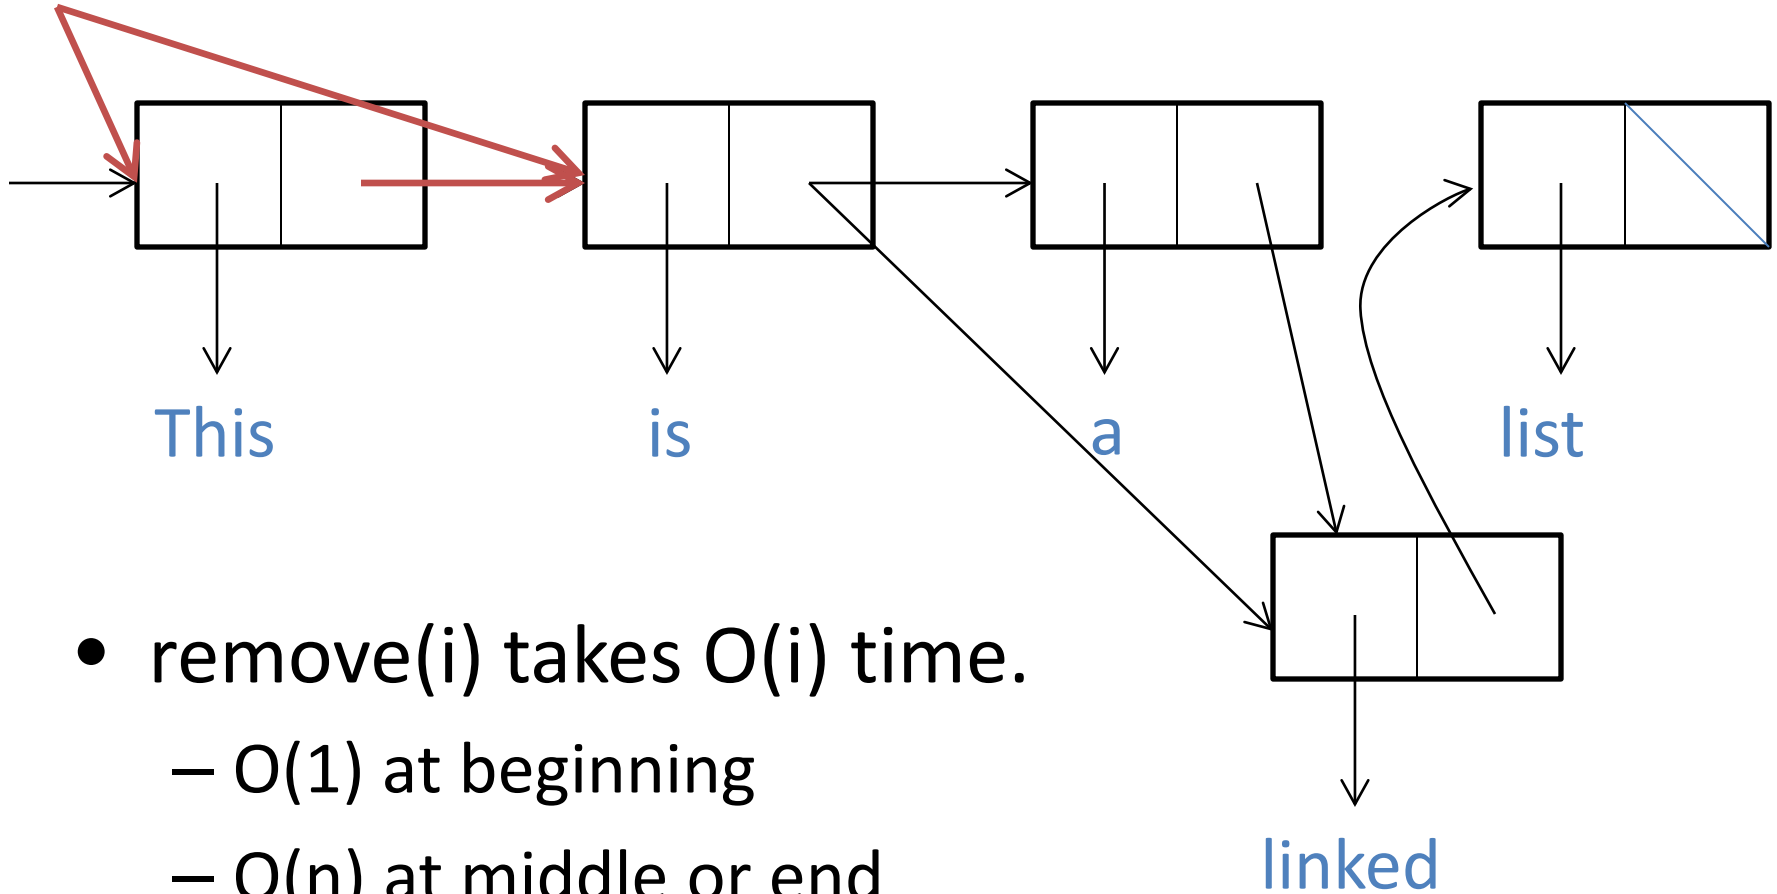 This is a list
• remove(i) takes O(i) time.
– O(1) at beginning
– O(n) at middle or end
linked